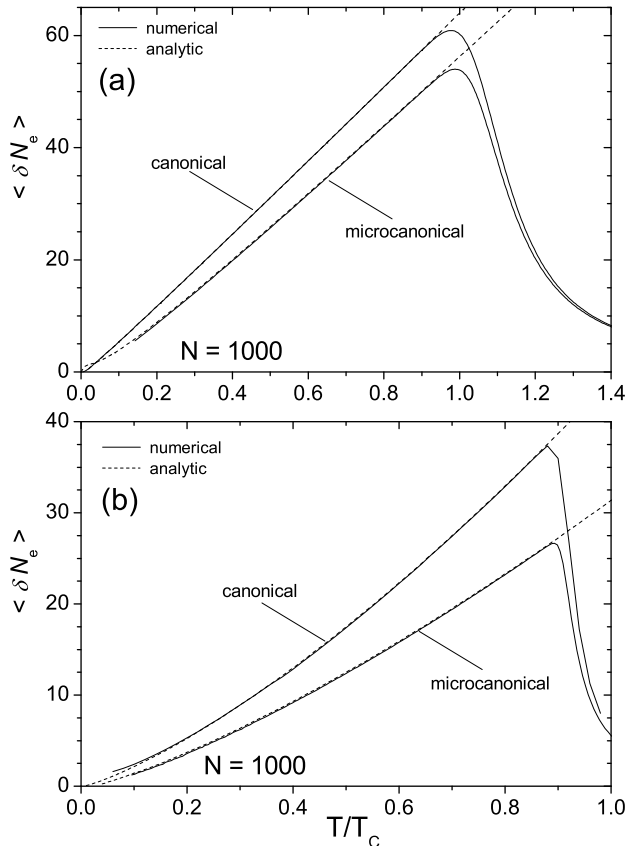 60
40
20
0
< δ N_e >
numerical
analytic
(a)
canonical
microcanonical
N = 1000
0.0 0.2 0.4 0.6 0.8 1.0 1.2 1.4
40
30
20
10
0
< δ N_e >
numerical
analytic
(b)
canonical
microcanonical
N = 1000
0.0 0.2 0.4 0.6 0.8 1.0
T/T_C